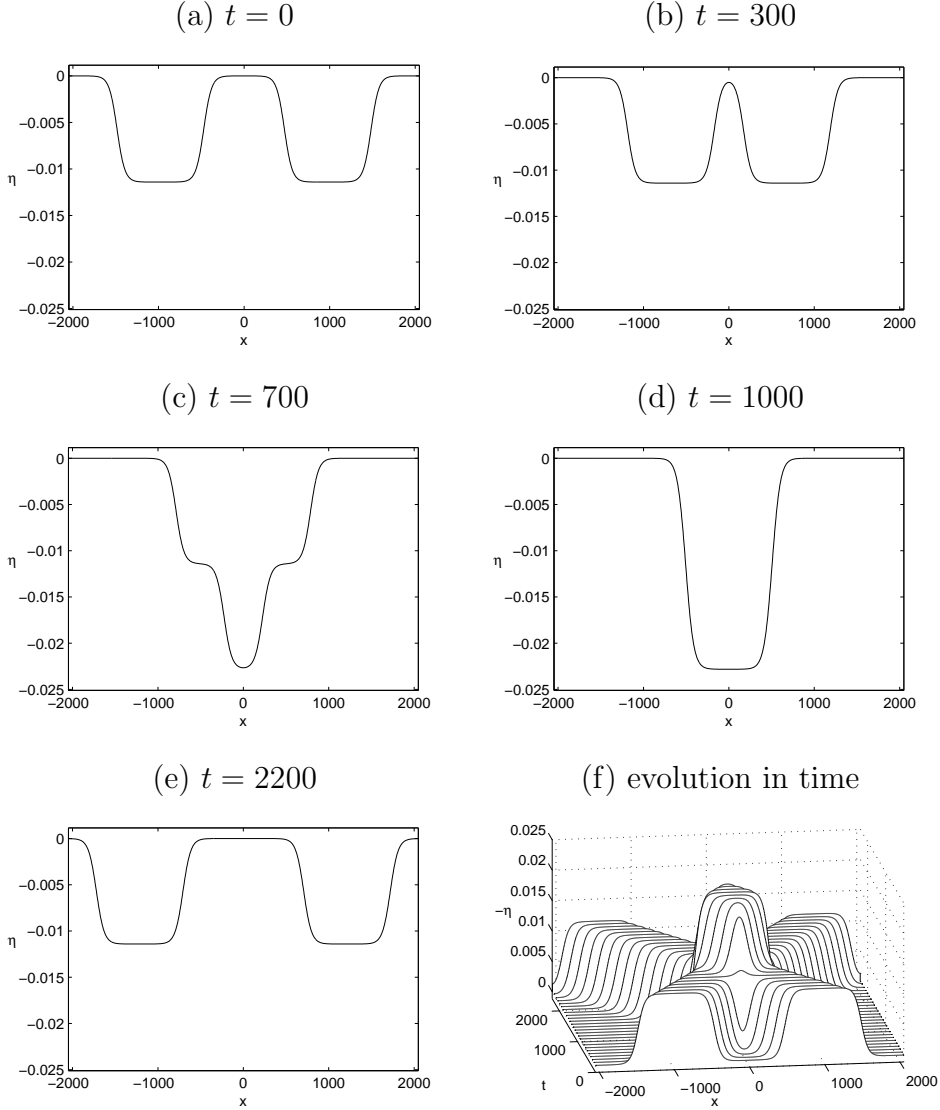 (a) t = 0
(b) t = 300
0
−0.005
−0.01
η
−0.015
−0.02
−0.025
−2000 −1000 0 1000 2000
x
0
−0.005
−0.01
η
−0.015
−0.02
−0.025
−2000 −1000 0 1000 2000
x
(c) t = 700
(d) t = 1000
0
−0.005
−0.01
η
−0.015
−0.02
−0.025
−2000 −1000 0 1000 2000
x
0
−0.005
−0.01
η
−0.015
−0.02
−0.025
−2000 −1000 0 1000 2000
x
(e) t = 2200
(f) evolution in time
0
−0.005
−0.01
η
−0.015
−0.02
−0.025
−2000 −1000 0 1000 2000
x
0.025
0.02
0.015
−η
0.01
0.005
0
2000
1000
t 0
−2000 −1000 0 1000 2000
x